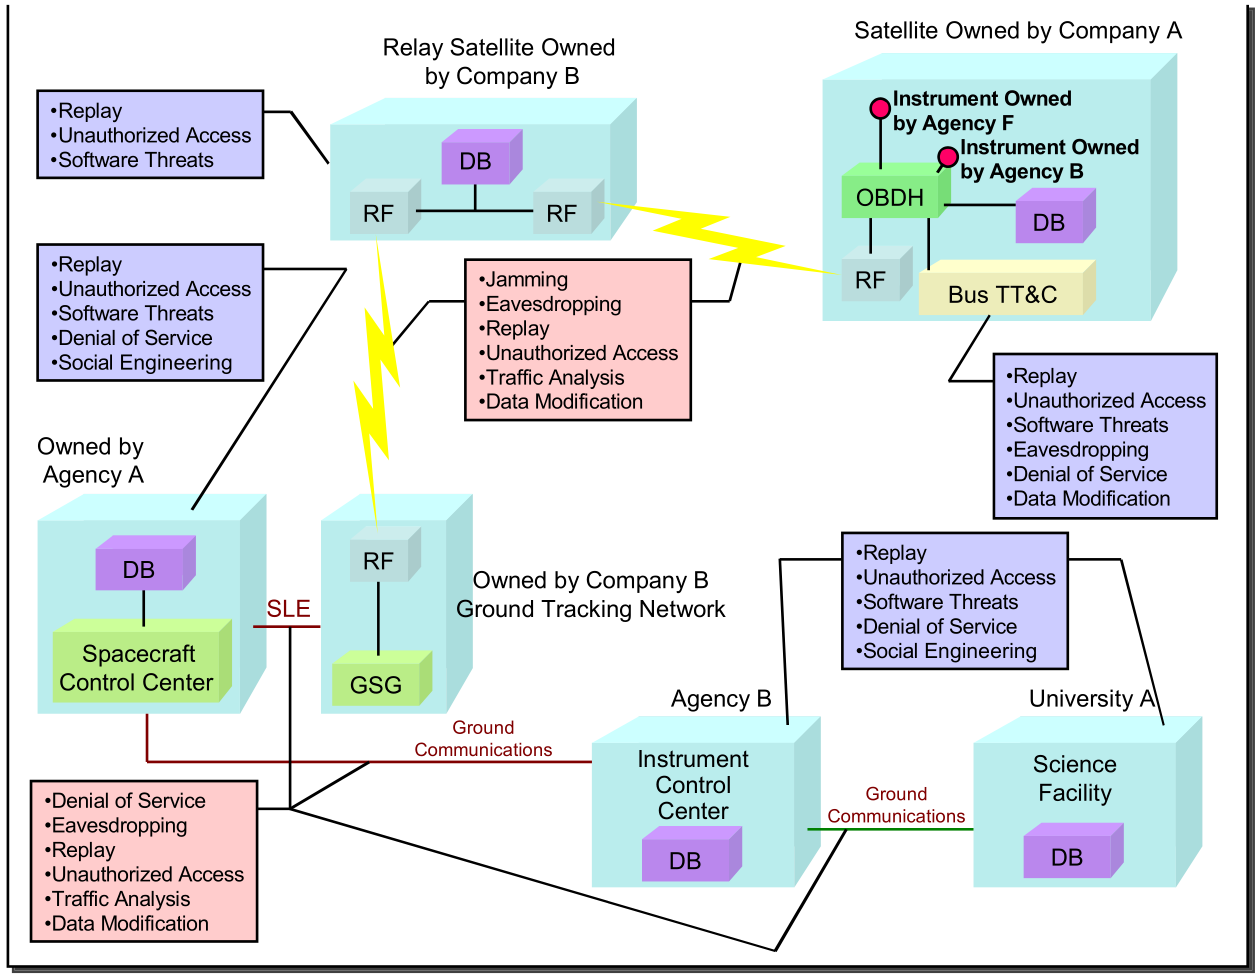 Relay Satellite Owned
by Company B
Satellite Owned by Company A
•Replay
•Unauthorized Access
•Software Threats
DB
RF
RF
Instrument Owned
by Agency F
Instrument Owned
by Agency B
OBDH
DB
RF
Bus TT&C
•Replay
•Unauthorized Access
•Software Threats
•Denial of Service
•Social Engineering
•Jamming
•Eavesdropping
•Replay
•Unauthorized Access
•Traffic Analysis
•Data Modification
•Replay
•Unauthorized Access
•Software Threats
•Eavesdropping
•Denial of Service
•Data Modification
Owned by
Agency A
DB
Spacecraft
Control Center
SLE
RF
GSG
Owned by Company B
Ground Tracking Network
•Replay
•Unauthorized Access
•Software Threats
•Denial of Service
•Social Engineering
Agency B
University A
Ground
Communications
Instrument
Control
Center
DB
Ground
Communications
Science
Facility
DB
•Denial of Service
•Eavesdropping
•Replay
•Unauthorized Access
•Traffic Analysis
•Data Modification